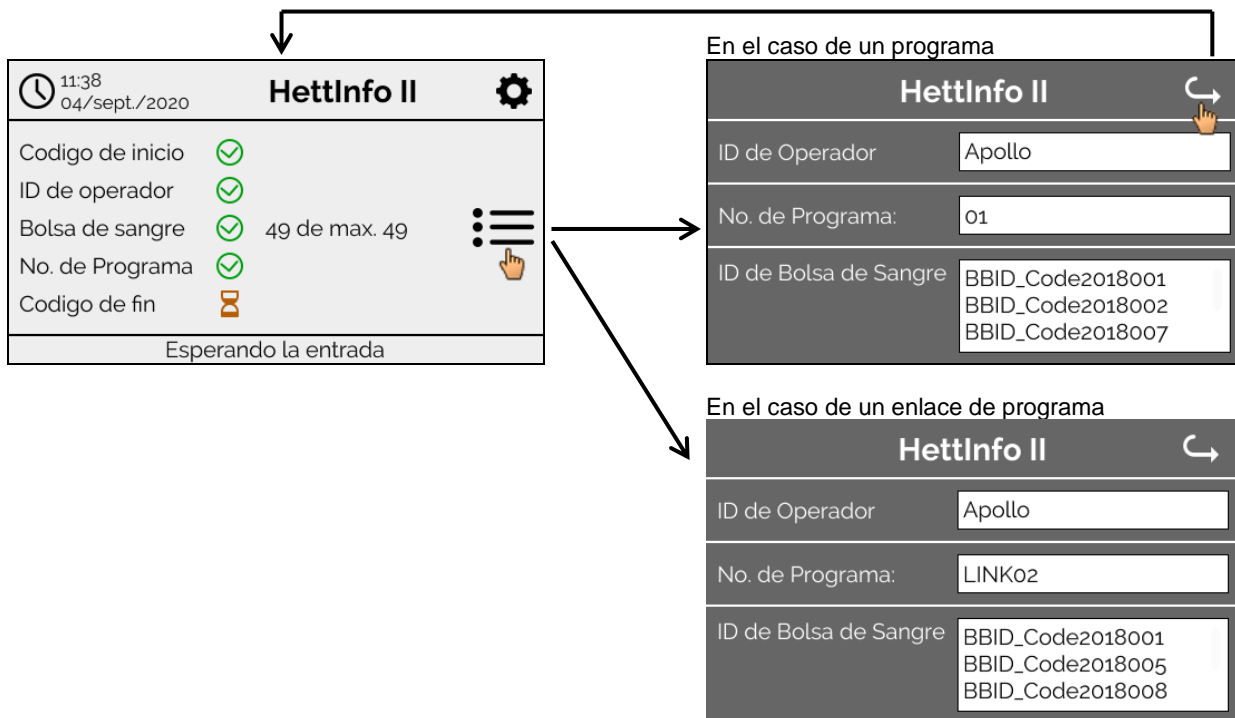 11:38
04/sept./2020
HettInfo II
Codigo de inicio
ID de operador
Bolsa de sangre 49 de max. 49
No. de Programa
Codigo de fin
Esperando la entrada
En el caso de un programa
HettInfo II
ID de Operador Apollo
No. de Programa: 01
ID de Bolsa de Sangre BBID_Code2018001
BBID_Code2018002
BBID_Code2018007
En el caso de un enlace de programa
HettInfo II
ID de Operador Apollo
No. de Programa: LINK02
ID de Bolsa de Sangre BBID_Code2018001
BBID_Code2018005
BBID_Code2018008